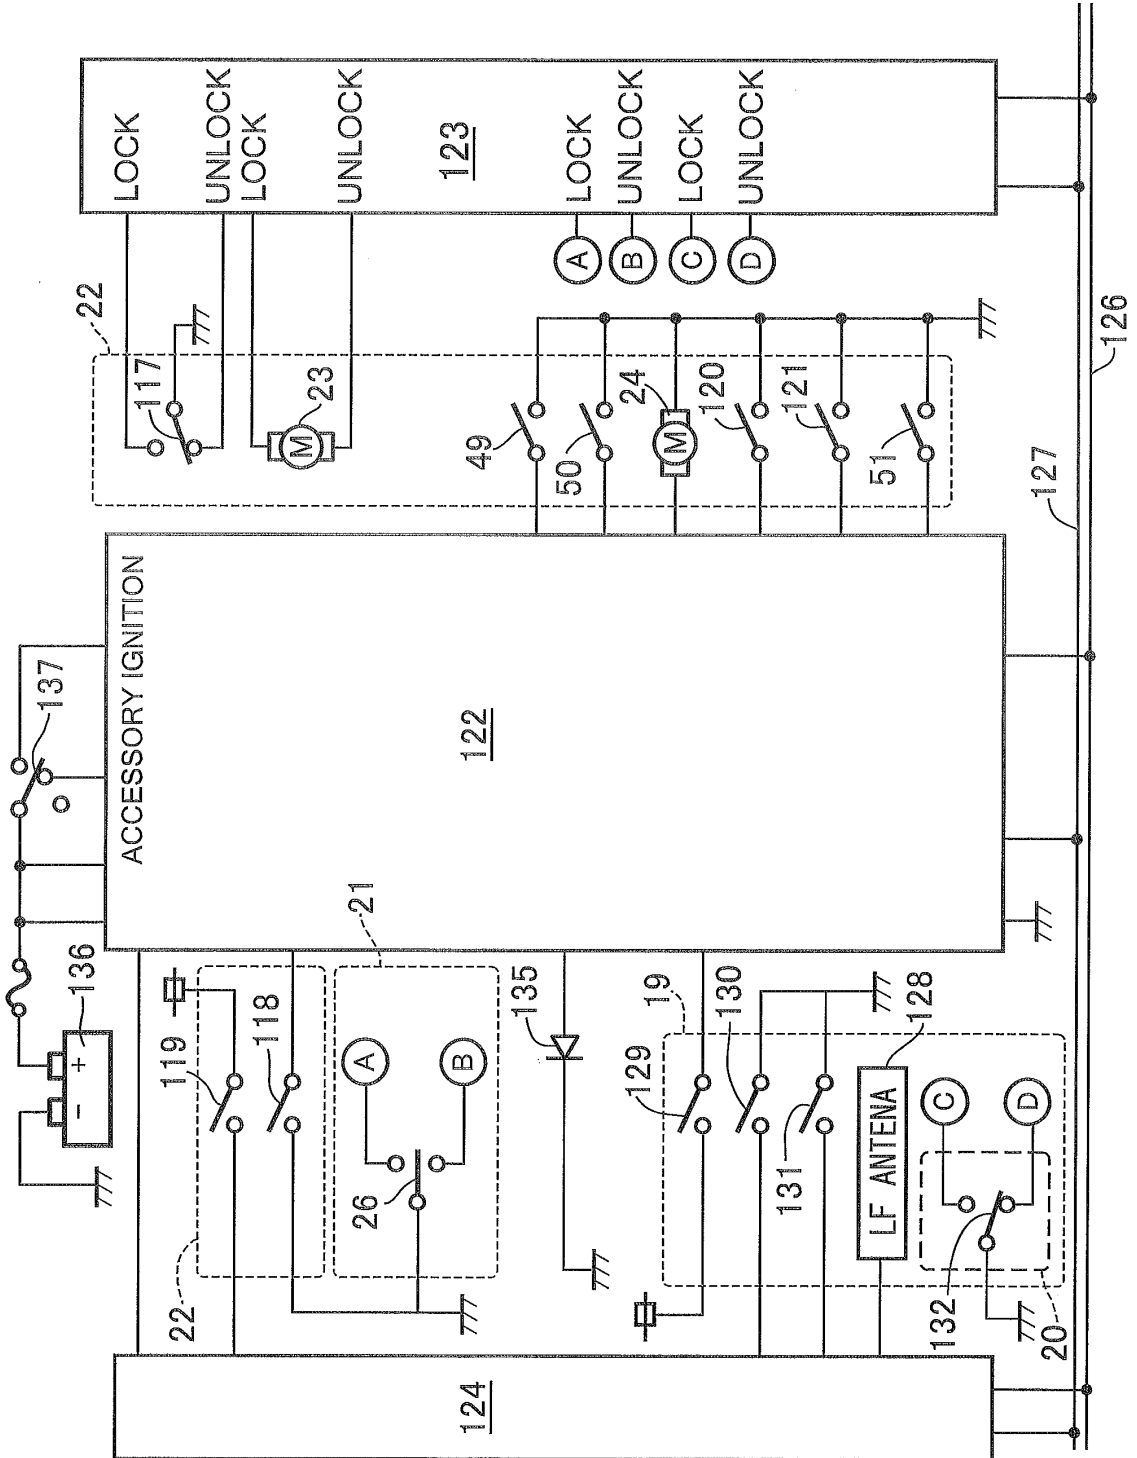 LOCK
UNLOCK
LOCK
UNLOCK
123
LOCK
UNLOCK
LOCK
UNLOCK
A
B
C
D
22
117
M
23
49
50
M
24
120
121
51
126
127
137
ACCESSORY IGNITION
122
136
+
−
119
118
22
21
A
B
26
135
19
129
130
131
128
LF ANTENA
C
D
132
20
124